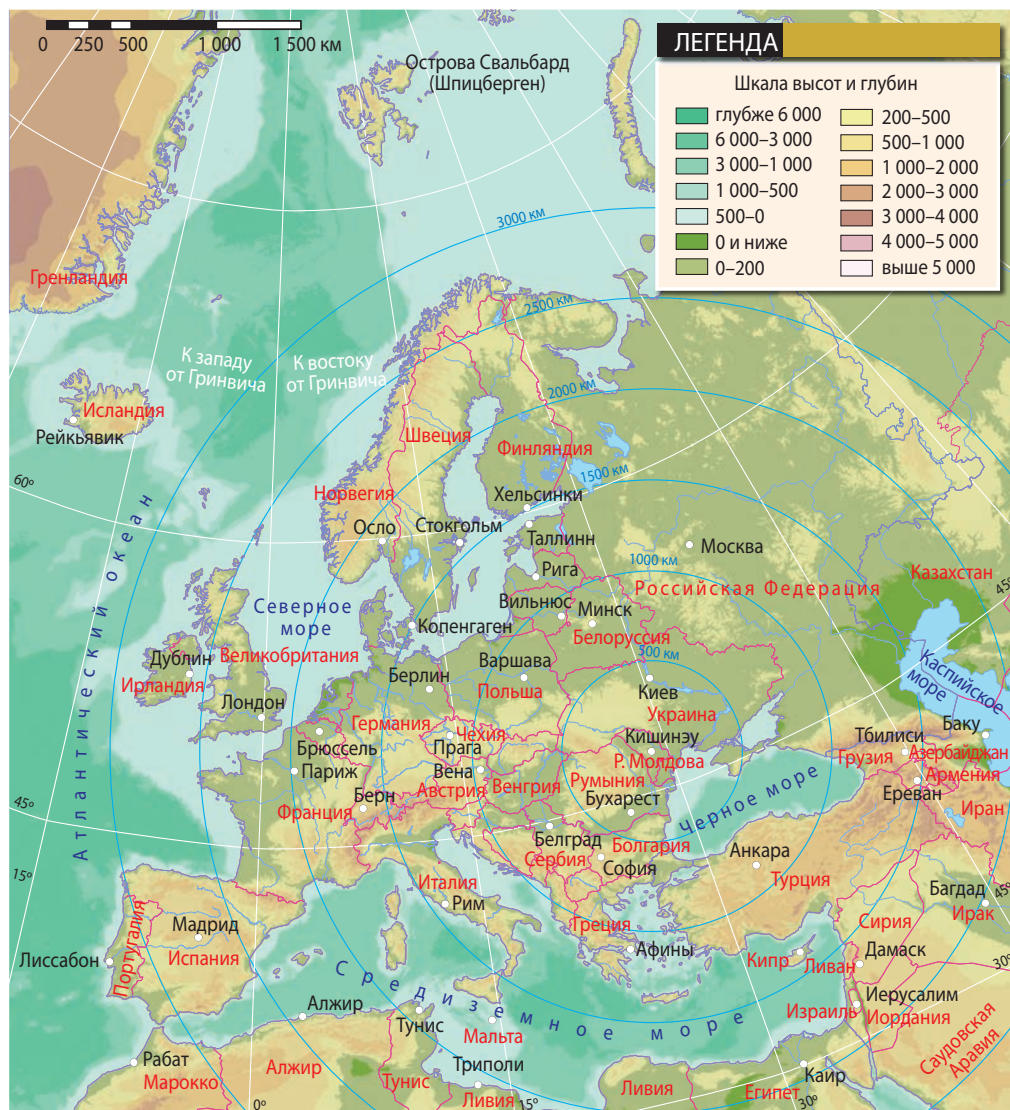 0 250 500 1 000 1 500 км
Острова Свальбард
(Шпицберген)
ЛЕГЕНДА
Шкала высот и глубин
глубже 6 000
6 000–3 000
3 000–1 000
1 000–500
500–0
0 и ниже
0–200
200–500
500–1 000
1 000–2 000
2 000–3 000
3 000–4 000
4 000–5 000
выше 5 000
3000 км
Гренландия
2500 км
К западу
от Гринвича
К востоку
от Гринвича
2000 км
Исландия
Рейкьявик
Швеция
Финляндия
1500 км
60°
Норвегия
Хельсинки
Осло
Стокгольм
Таллинн
Москва
Атлантический океан
1000 км
Рига
Казахстан
45°
Российская Федерация
Северное
море
Вильнюс
Минск
Копенгаген
Белоруссия
500 км
Дублин
Великобритания
Варшава
Каспийское
море
Ирландия
Берлин
Польша
Киев
Лондон
Германия
Украина
Баку
Чехия
Кишинэу
Тбилиси
Брюссель
Прага
Р. Молдова
Грузия
Азербайджан
Париж
Вена
Румыния
Армения
Австрия
Венгрия
Черное море
Ереван
Берн
Бухарест
Иран
45°
Франция
Белград
Болгария
Сербия
София
Анкара
15°
Италия
Турция
Багдад
45°
Рим
Ирак
Португалия
Мадрид
Греция
Сирия
Лиссабон
Испания
Афины
Кипр
Ливан
Дамаск
30°
Средиземное море
Алжир
Иерусалим
Тунис
Мальта
Израиль
Иордания
Саудовская
Аравия
Рабат
Триполи
Марокко
Алжир
Тунис
Ливия
Ливия
Каир
Египет
0°
15°
30°